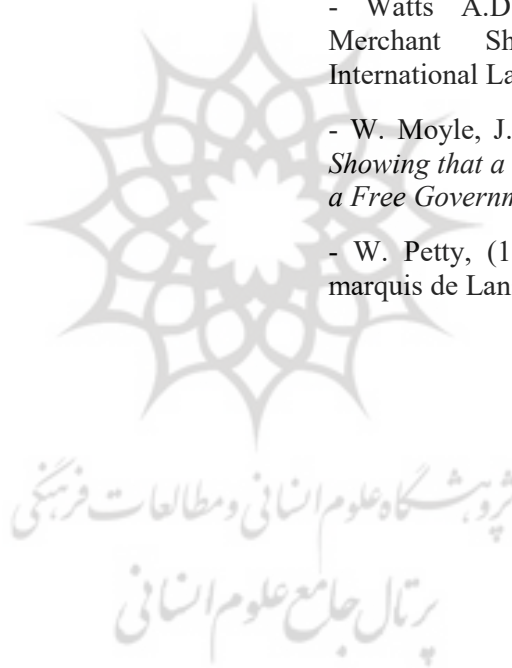 - Watts A.D
Merchant Sh
International La
- W. Moyle, J.
Showing that a
a Free Governm
- W. Petty, (1
marquis de Lan
پژوهشگاه علوم انسانی و مطالعات فرهنگی
پرتال جامع علوم انسانی